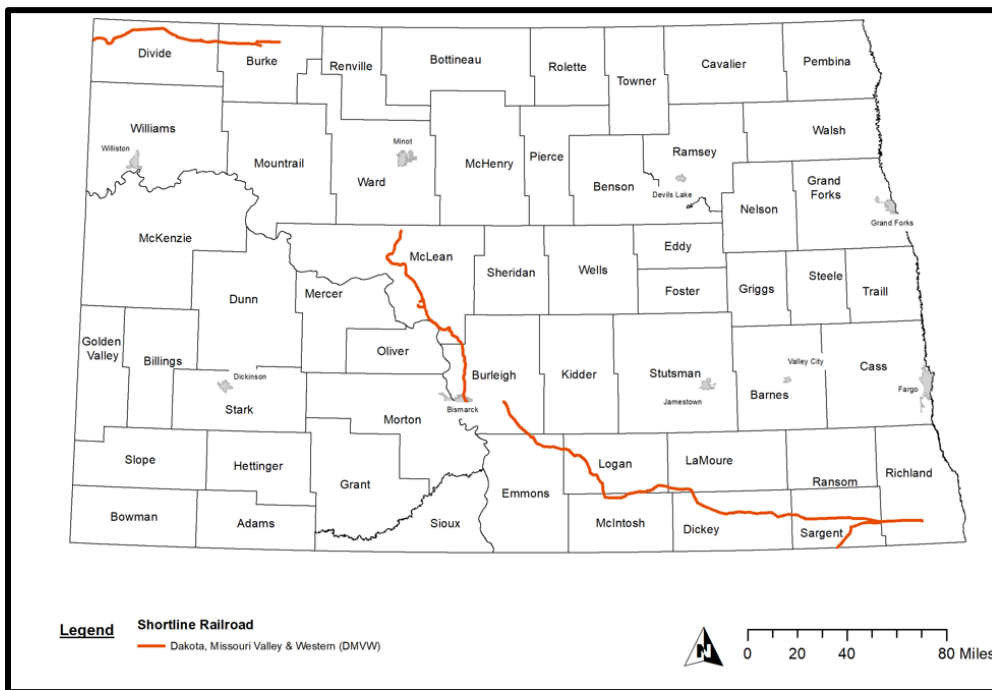 Divide
Burke
Renville
Bottineau
Rolette
Towner
Cavalier
Pembina
Williams
Williston
Mountrail
Minot
Ward
McHenry
Pierce
Benson
Ramsey
Devils Lake
Walsh
Nelson
Grand
Forks
Grand Forks
McKenzie
Dunn
Mercer
McLean
Sheridan
Wells
Eddy
Foster
Griggs
Steele
Traill
Golden
Valley
Billings
Dickinson
Stark
Oliver
Morton
Burleigh
Bismarck
Kidder
Stutsman
Jamestown
Barnes
Valley City
Cass
Fargo
Slope
Hettinger
Grant
Emmons
Logan
LaMoure
Ransom
Richland
Bowman
Adams
Sioux
McIntosh
Dickey
Sargent
Legend
Shortline Railroad
Dakota, Missouri Valley & Western (DMVW)
N
0 20 40 80 Miles